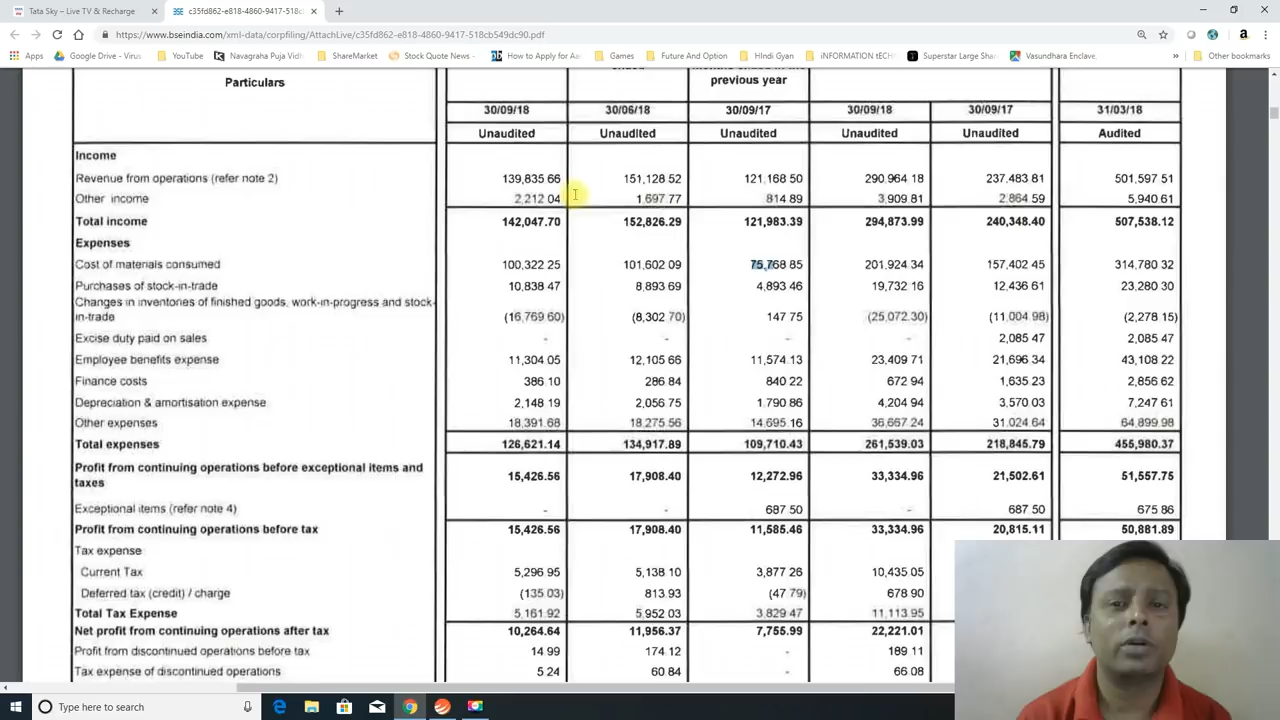 Tata Sky – Live TV & Recharge
c35fd862-e818-4860-9417-518c
https://www.bseindia.com/xml-data/corpfiling/AttachLive/c35fd862-e818-4860-9417-518cb549dc90.pdf
Apps Google Drive - Virus YouTube Navagraha Puja Vidh ShareMarket Stock Quote News - How to Apply for Aad Games Future And Option HIndi Gyan iNFORMATION tECH Superstar Large Shar Vasundhara Enclave, Other bookmarks
Particulars previous year
30/09/18 30/06/18 30/09/17 30/09/18 30/09/17 31/03/18
Unaudited Unaudited Unaudited Unaudited Unaudited Audited
Income
Revenue from operations (refer note 2) 139,835 66 151,128 52 121,168 50 290,964 18 237,483 81 501,597 51
Other income 2,212 04 1,697 77 814 89 3,909 81 2,864 59 5,940 61
Total income 142,047.70 152,826.29 121,983.39 294,873.99 240,348.40 507,538.12
Expenses
Cost of materials consumed 100,322 25 101,602 09 75,768 85 201,924 34 157,402 45 314,780 32
Purchases of stock-in-trade 10,838 47 8,893 69 4,893 46 19,732 16 12,436 61 23,280 30
Changes in inventories of finished goods, work-in-progress and stock-
in-trade (16,769 60) (8,302 70) 147 75 (25,072 30) (11,004 98) (2,278 15)
Excise duty paid on sales - - - - 2,085 47 2,085 47
Employee benefits expense 11,304 05 12,105 66 11,574 13 23,409 71 21,696 34 43,108 22
Finance costs 386 10 286 84 840 22 672 94 1,635 23 2,856 62
Depreciation & amortisation expense 2,148 19 2,056 75 1,790 86 4,204 94 3,570 03 7,247 61
Other expenses 18,391 68 18,275 56 14,695 16 36,667 24 31,024 64 64,899 98
Total expenses 126,621.14 134,917.89 109,710.43 261,539.03 218,845.79 455,980.37
Profit from continuing operations before exceptional items and
taxes 15,426.56 17,908.40 12,272.96 33,334.96 21,502.61 51,557.75
Exceptional items (refer note 4) - - 687 50 - 687 50 675 86
Profit from continuing operations before tax 15,426.56 17,908.40 11,585.46 33,334.96 20,815.11 50,881.89
Tax expense
Current Tax 5,296 95 5,138 10 3,877 26 10,435 05
Deferred tax (credit) / charge (135 03) 813 93 (47 79) 678 90
Total Tax Expense 5,161 92 5,952 03 3,829 47 11,113 95
Net profit from continuing operations after tax 10,264.64 11,956.37 7,755.99 22,221.01
Profit from discontinued operations before tax 14 99 174 12 - 189 11
Tax expense of discontinued operations 5 24 60 84 - 66 08
Type here to search